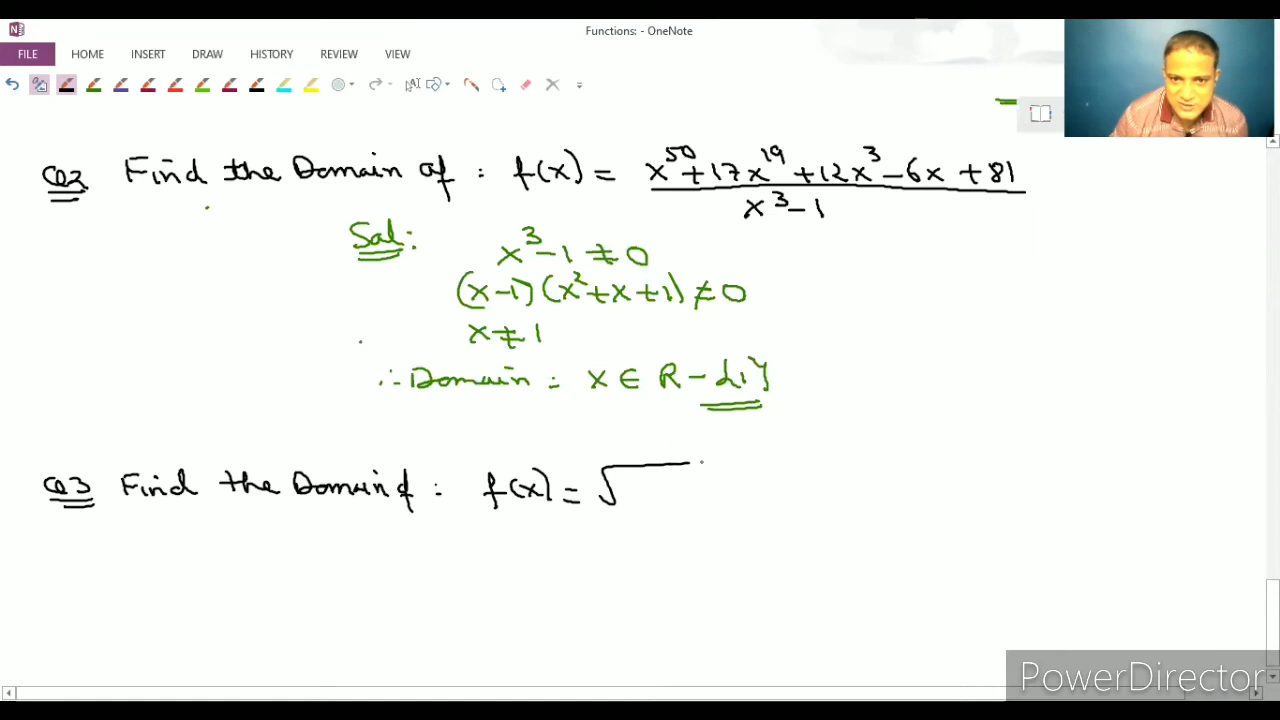 Functions: - OneNote
FILE HOME INSERT DRAW HISTORY REVIEW VIEW
Q2 Find the Domain of : f(x) = (x^50 + 17x^19 + 12x^3 - 6x + 81) / (x^3 - 1)
Sol:
x^3 - 1 ≠ 0
(x-1)(x^2+x+1) ≠ 0
x ≠ 1
∴ Domain : x ∈ R - {1}
Q3 Find the Domain of : f(x) = √
PowerDirector